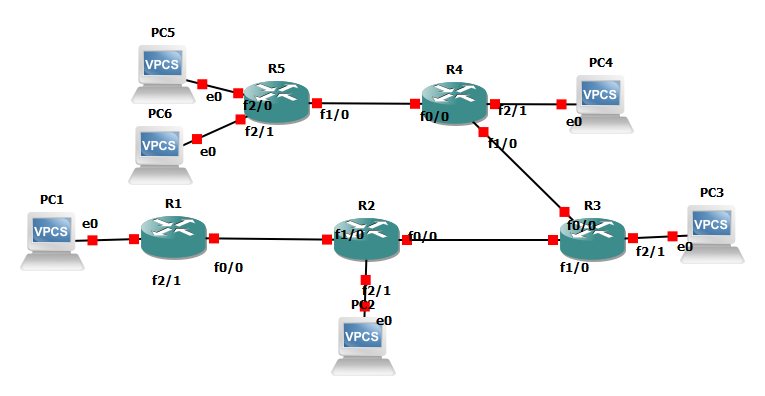 PC5
VPCS
e0
R5
f2/0
f2/1
f1/0
R4
f0/0
f2/1
f1/0
PC4
VPCS
e0
PC6
VPCS
e0
PC1
VPCS
e0
R1
f2/1
f0/0
R2
f1/0
f0/0
f2/1
PC2
VPCS
e0
R3
f0/0
f1/0
f2/1
PC3
VPCS
e0